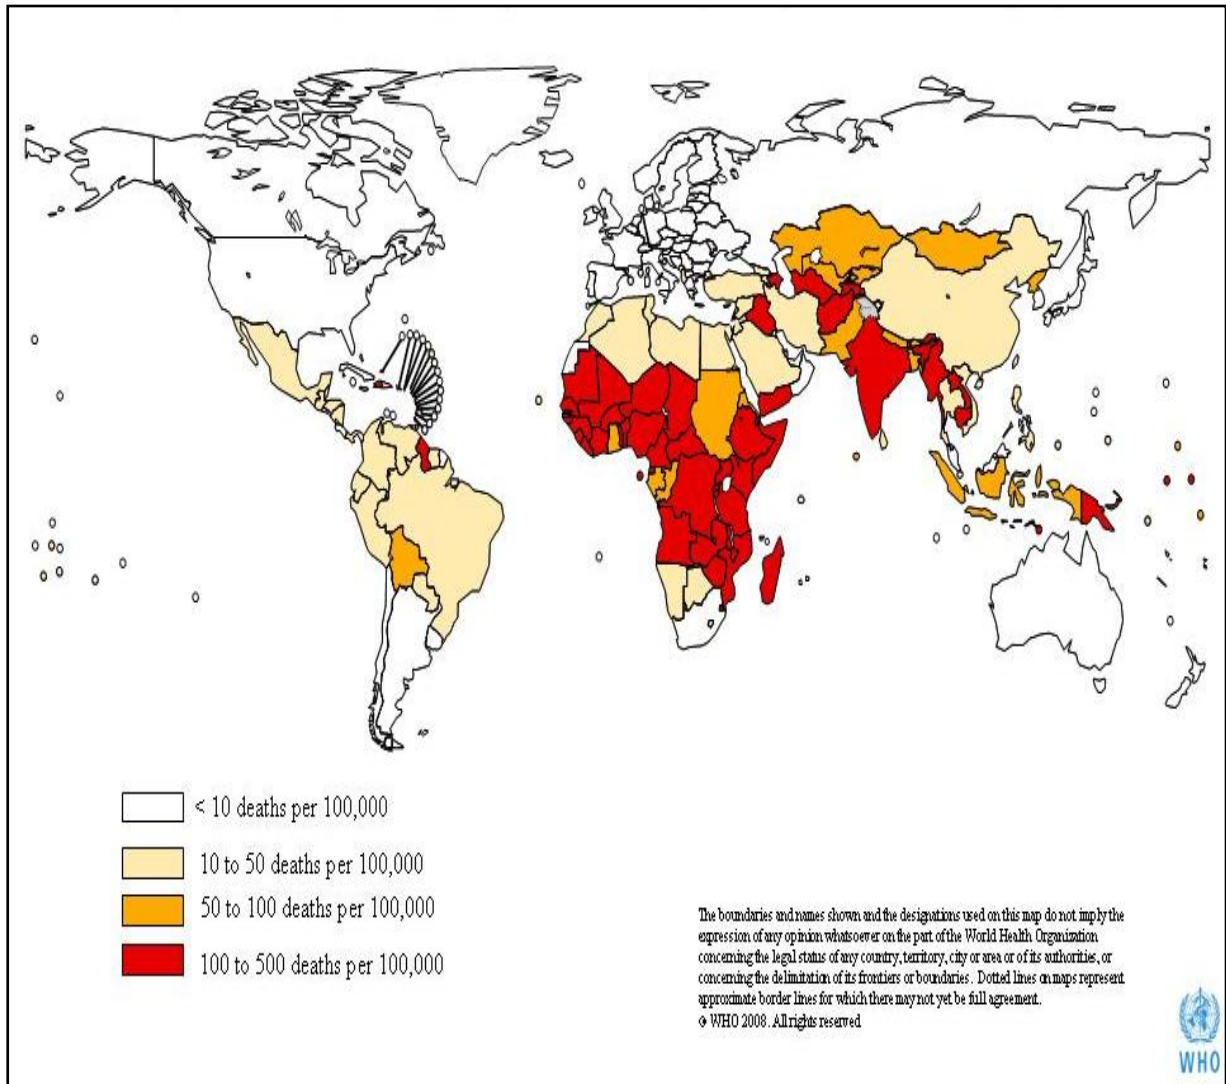 < 10 deaths per 100,000
10 to 50 deaths per 100,000
50 to 100 deaths per 100,000
100 to 500 deaths per 100,000
The boundaries and names shown and the designations used on this map do not imply the
expression of any opinion whatsoever on the part of the World Health Organization
concerning the legal status of any country, territory, city or area or of its authorities, or
concerning the delimitation of its frontiers or boundaries. Dotted lines on maps represent
approximate border lines for which there may not yet be full agreement.
© WHO 2008. All rights reserved
WHO